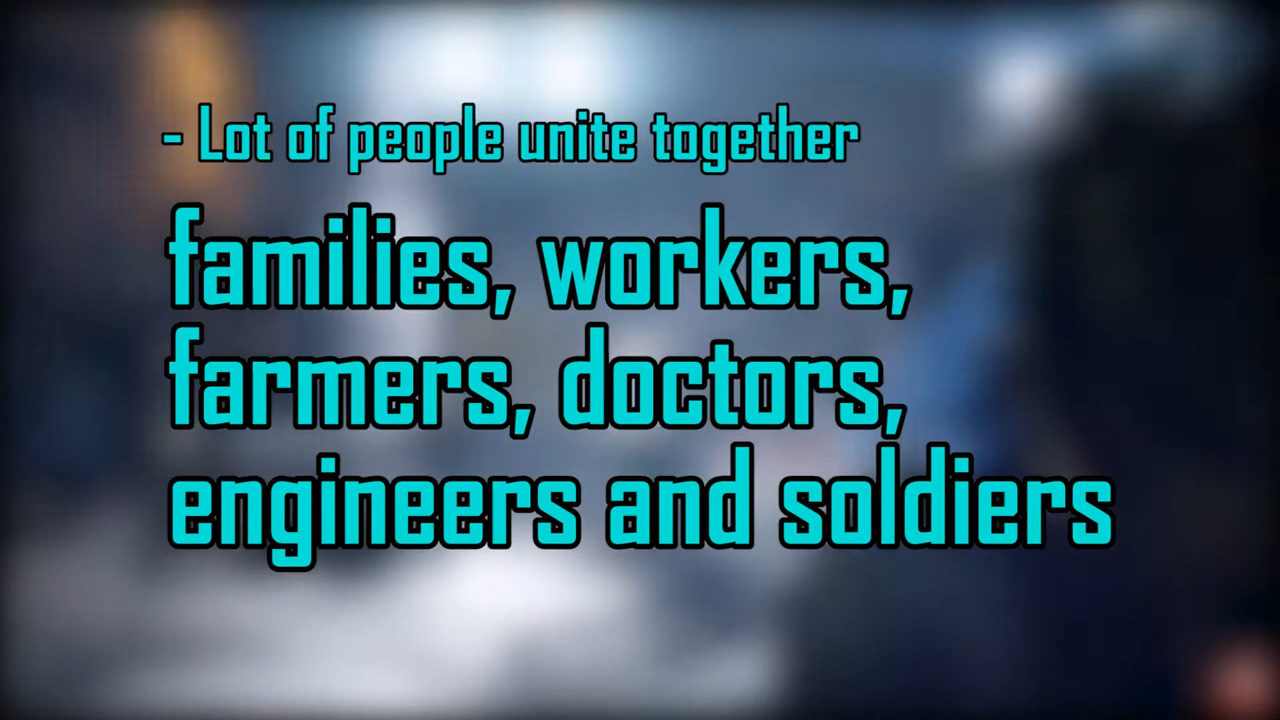 - Lot of people unite together
families, workers,
farmers, doctors,
engineers and soldiers